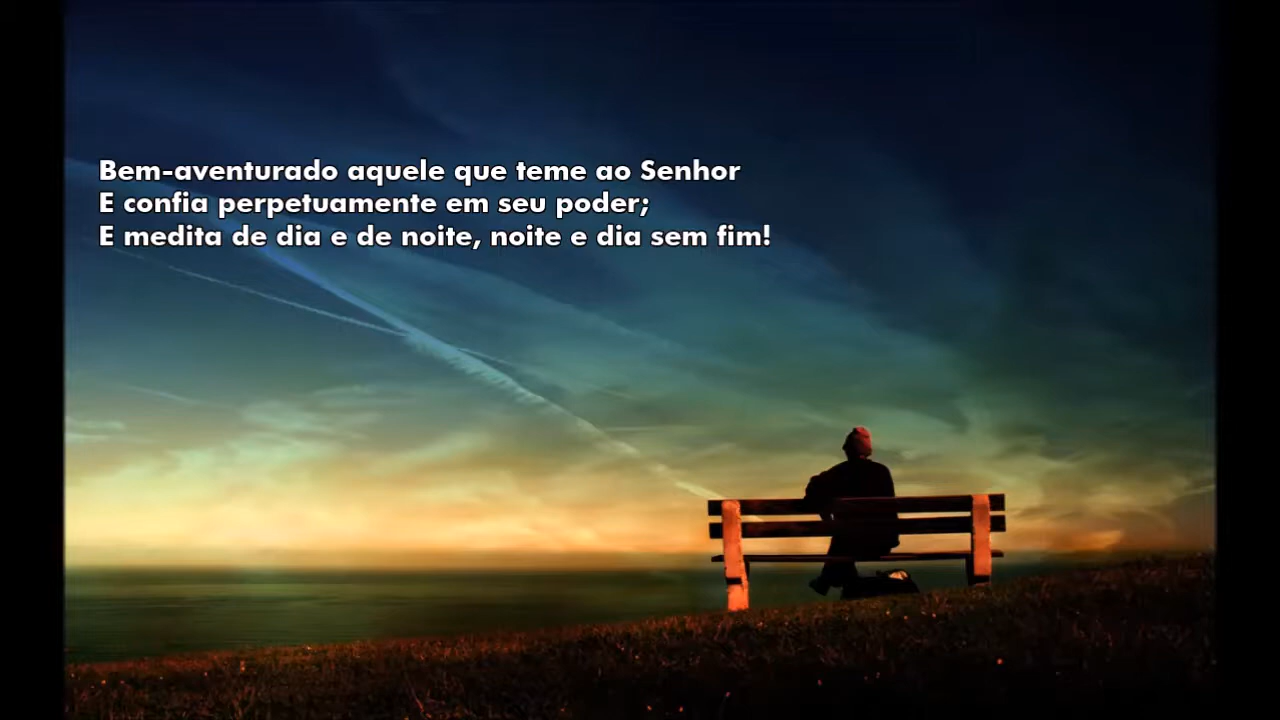 Bem-aventurado aquele que teme ao Senhor
E confia perpetuamente em seu poder;
E medita de dia e de noite, noite e dia sem fim!